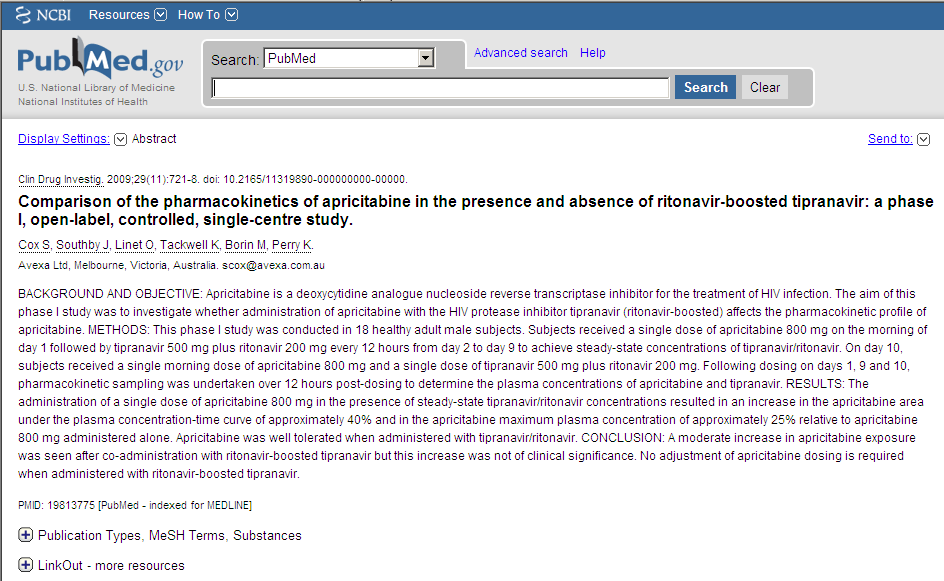 NCBI Resources How To
PubMed.gov
U.S. National Library of Medicine
National Institutes of Health
Search: PubMed
Advanced search Help
Search Clear
Display Settings: Abstract Send to:
Clin Drug Investig. 2009;29(11):721-8. doi: 10.2165/11319890-000000000-00000.
Comparison of the pharmacokinetics of apricitabine in the presence and absence of ritonavir-boosted tipranavir: a phase
I, open-label, controlled, single-centre study.
Cox S, Southby J, Linet O, Tackwell K, Borin M, Perry K.
Avexa Ltd, Melbourne, Victoria, Australia. scox@avexa.com.au
BACKGROUND AND OBJECTIVE: Apricitabine is a deoxycytidine analogue nucleoside reverse transcriptase inhibitor for the treatment of HIV infection. The aim of this
phase I study was to investigate whether administration of apricitabine with the HIV protease inhibitor tipranavir (ritonavir-boosted) affects the pharmacokinetic profile of
apricitabine. METHODS: This phase I study was conducted in 18 healthy adult male subjects. Subjects received a single dose of apricitabine 800 mg on the morning of
day 1 followed by tipranavir 500 mg plus ritonavir 200 mg every 12 hours from day 2 to day 9 to achieve steady-state concentrations of tipranavir/ritonavir. On day 10,
subjects received a single morning dose of apricitabine 800 mg and a single dose of tipranavir 500 mg plus ritonavir 200 mg. Following dosing on days 1, 9 and 10,
pharmacokinetic sampling was undertaken over 12 hours post-dosing to determine the plasma concentrations of apricitabine and tipranavir. RESULTS: The
administration of a single dose of apricitabine 800 mg in the presence of steady-state tipranavir/ritonavir concentrations resulted in an increase in the apricitabine area
under the plasma concentration-time curve of approximately 40% and in the apricitabine maximum plasma concentration of approximately 25% relative to apricitabine
800 mg administered alone. Apricitabine was well tolerated when administered with tipranavir/ritonavir. CONCLUSION: A moderate increase in apricitabine exposure
was seen after co-administration with ritonavir-boosted tipranavir but this increase was not of clinical significance. No adjustment of apricitabine dosing is required
when administered with ritonavir-boosted tipranavir.
PMID: 19813775 [PubMed - indexed for MEDLINE]
Publication Types, MeSH Terms, Substances
LinkOut - more resources